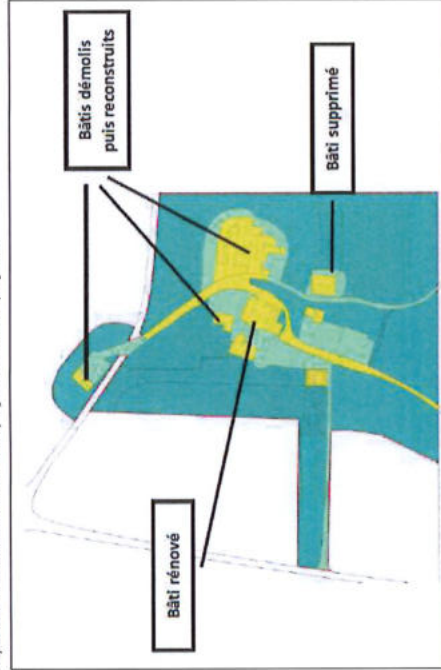 Bâtis démolis
puis reconstruits
Bâti supprimé
Bâti rénové